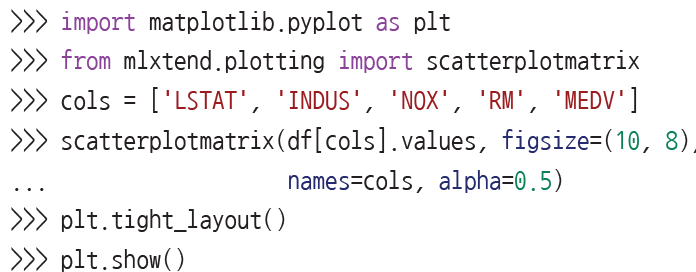 >>> import matplotlib.pyplot as plt
>>> from mlxtend.plotting import scatterplotmatrix
>>> cols = ['LSTAT', 'INDUS', 'NOX', 'RM', 'MEDV']
>>> scatterplotmatrix(df[cols].values, figsize=(10, 8),
...                   names=cols, alpha=0.5)
>>> plt.tight_layout()
>>> plt.show()